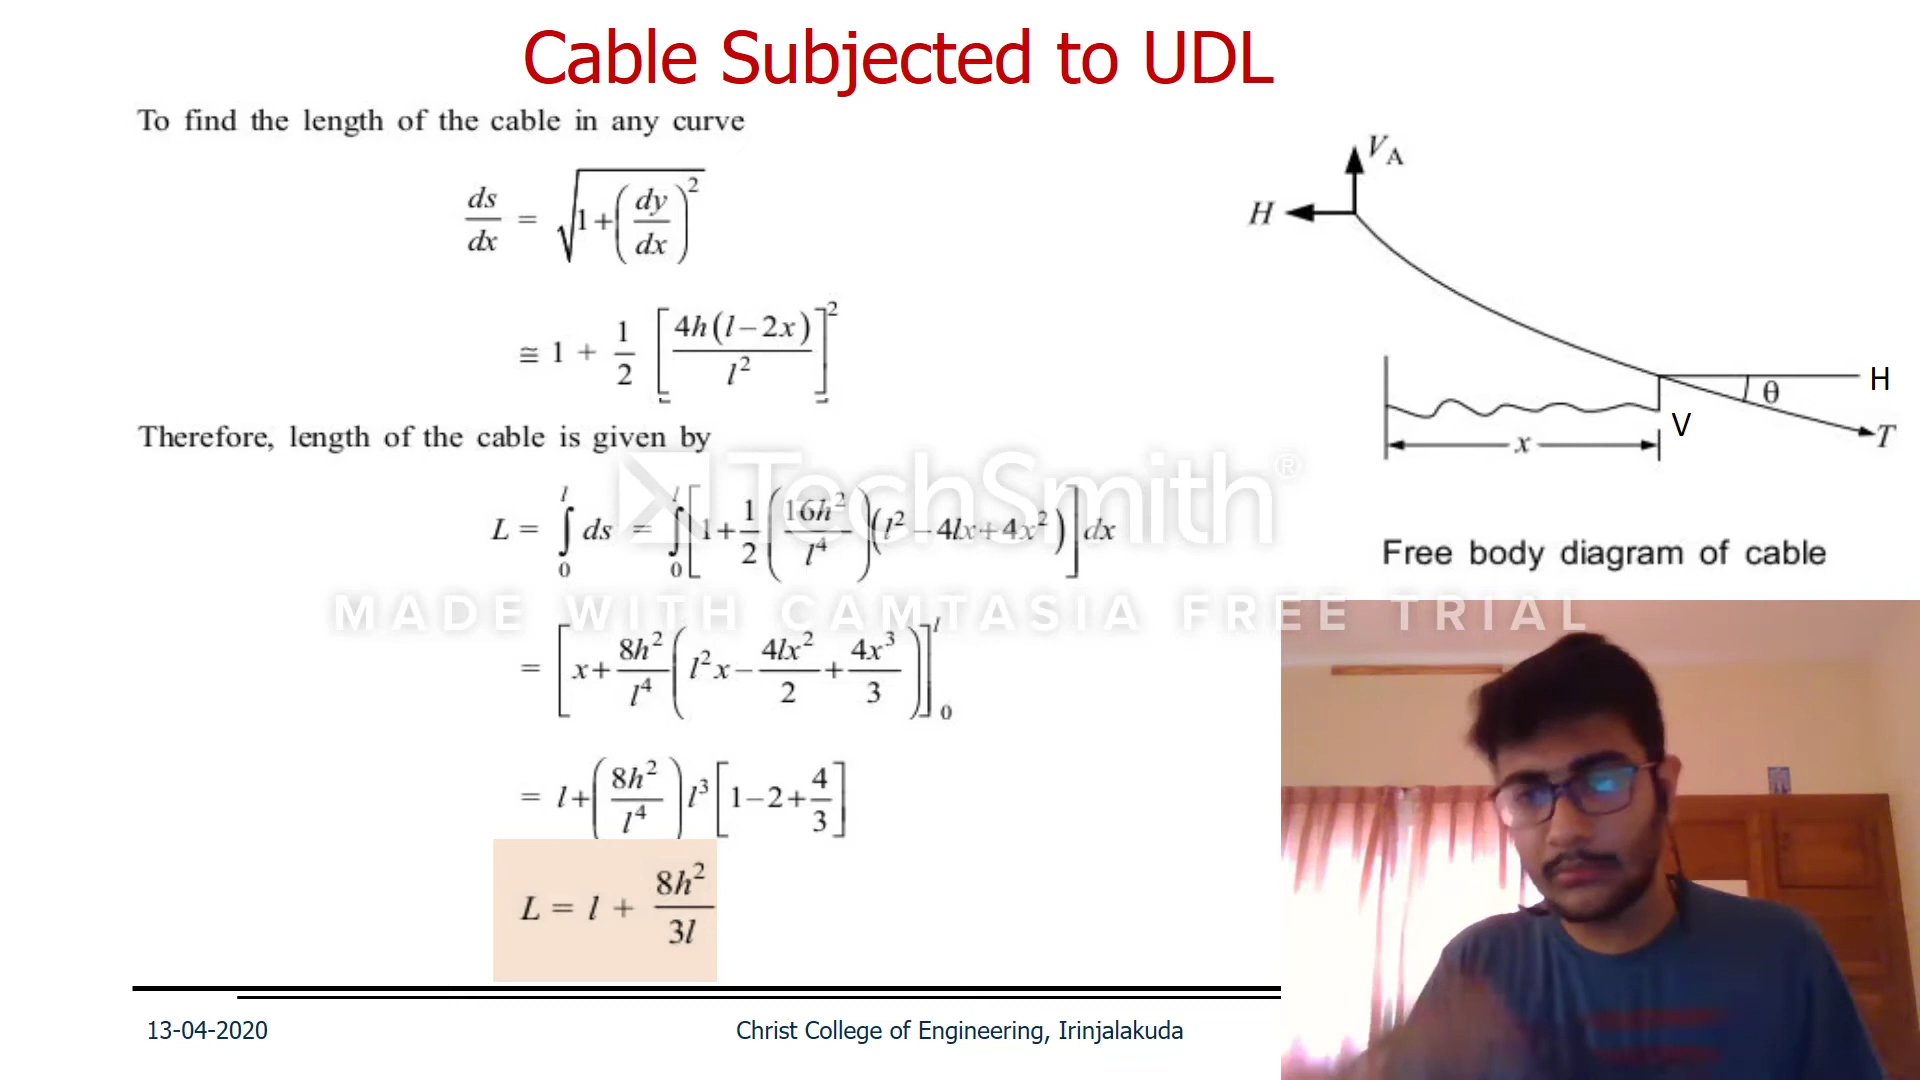 Cable Subjected to UDL
To find the length of the cable in any curve
ds/dx = √(1+(dy/dx)²)
≅ 1 + 1/2 [4h(l−2x)/l²]²
Therefore, length of the cable is given by
L = ∫₀ˡ ds = ∫₀ˡ [1+1/2(16h²/l⁴)(l²−4lx+4x²)]dx
= [x+8h²/l⁴(l²x−4lx²/2+4x³/3)]₀ˡ
= l+(8h²/l⁴)l³[1−2+4/3]
L = l + 8h²/3l
V_A
H
H
θ
V
T
x
Free body diagram of cable
TechSmith®
MADE WITH CAMTASIA FREE TRIAL
13-04-2020
Christ College of Engineering, Irinjalakuda